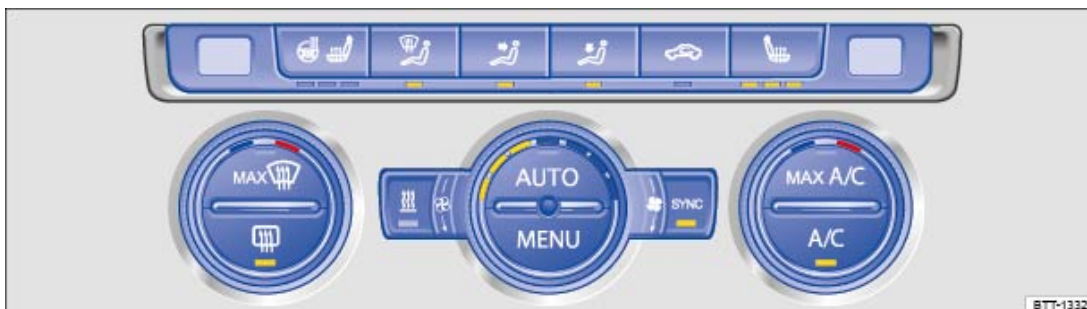 MAX
AUTO
SYNC
MAX A/C
MENU
A/C
BTT-1332